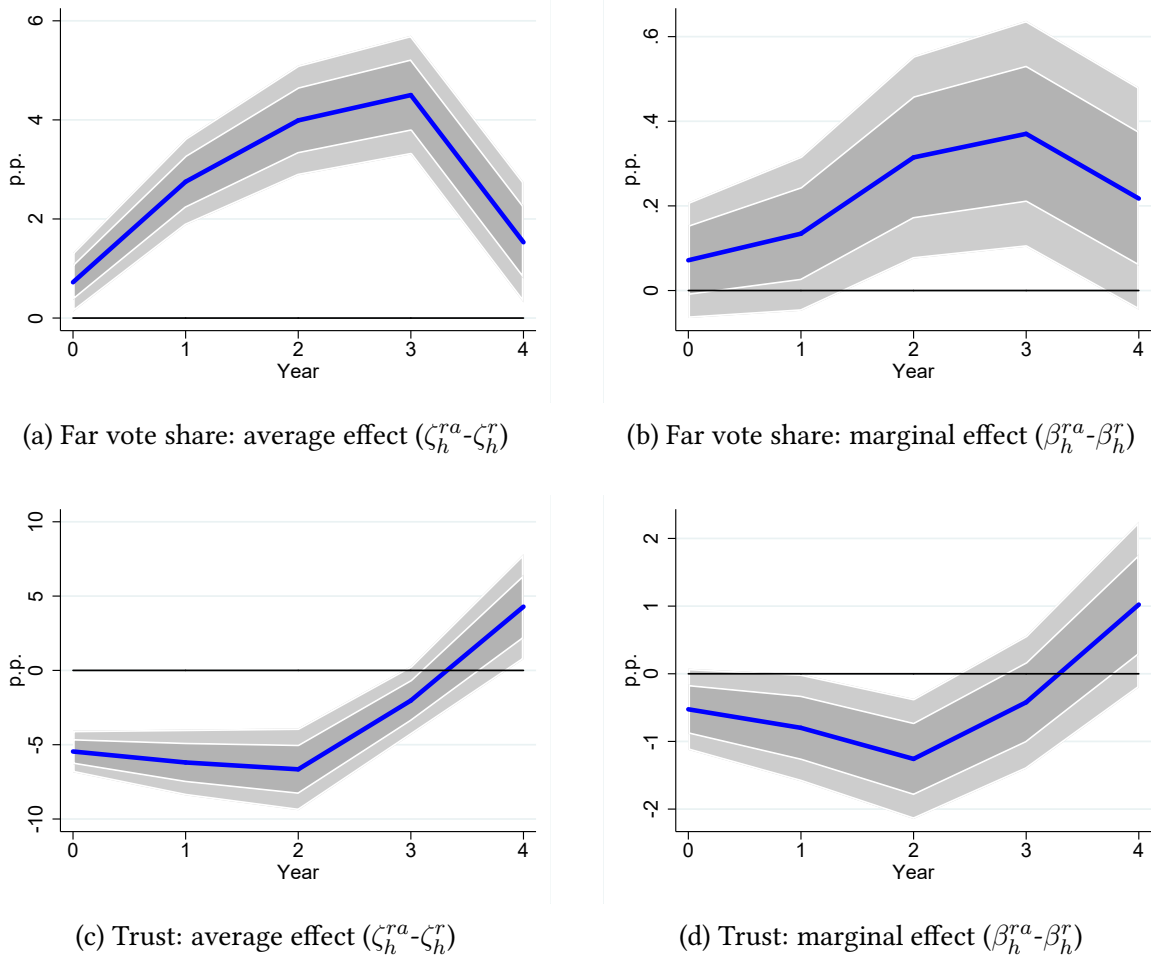 6
4
2
0
p.p.
0 1 2 3 4
Year
(a) Far vote share: average effect (ζ_h^{ra}-ζ_h^r)
.6
.4
.2
0
p.p.
0 1 2 3 4
Year
(b) Far vote share: marginal effect (β_h^{ra}-β_h^r)
10
5
0
-5
-10
p.p.
0 1 2 3 4
Year
(c) Trust: average effect (ζ_h^{ra}-ζ_h^r)
2
1
0
-1
-2
p.p.
0 1 2 3 4
Year
(d) Trust: marginal effect (β_h^{ra}-β_h^r)